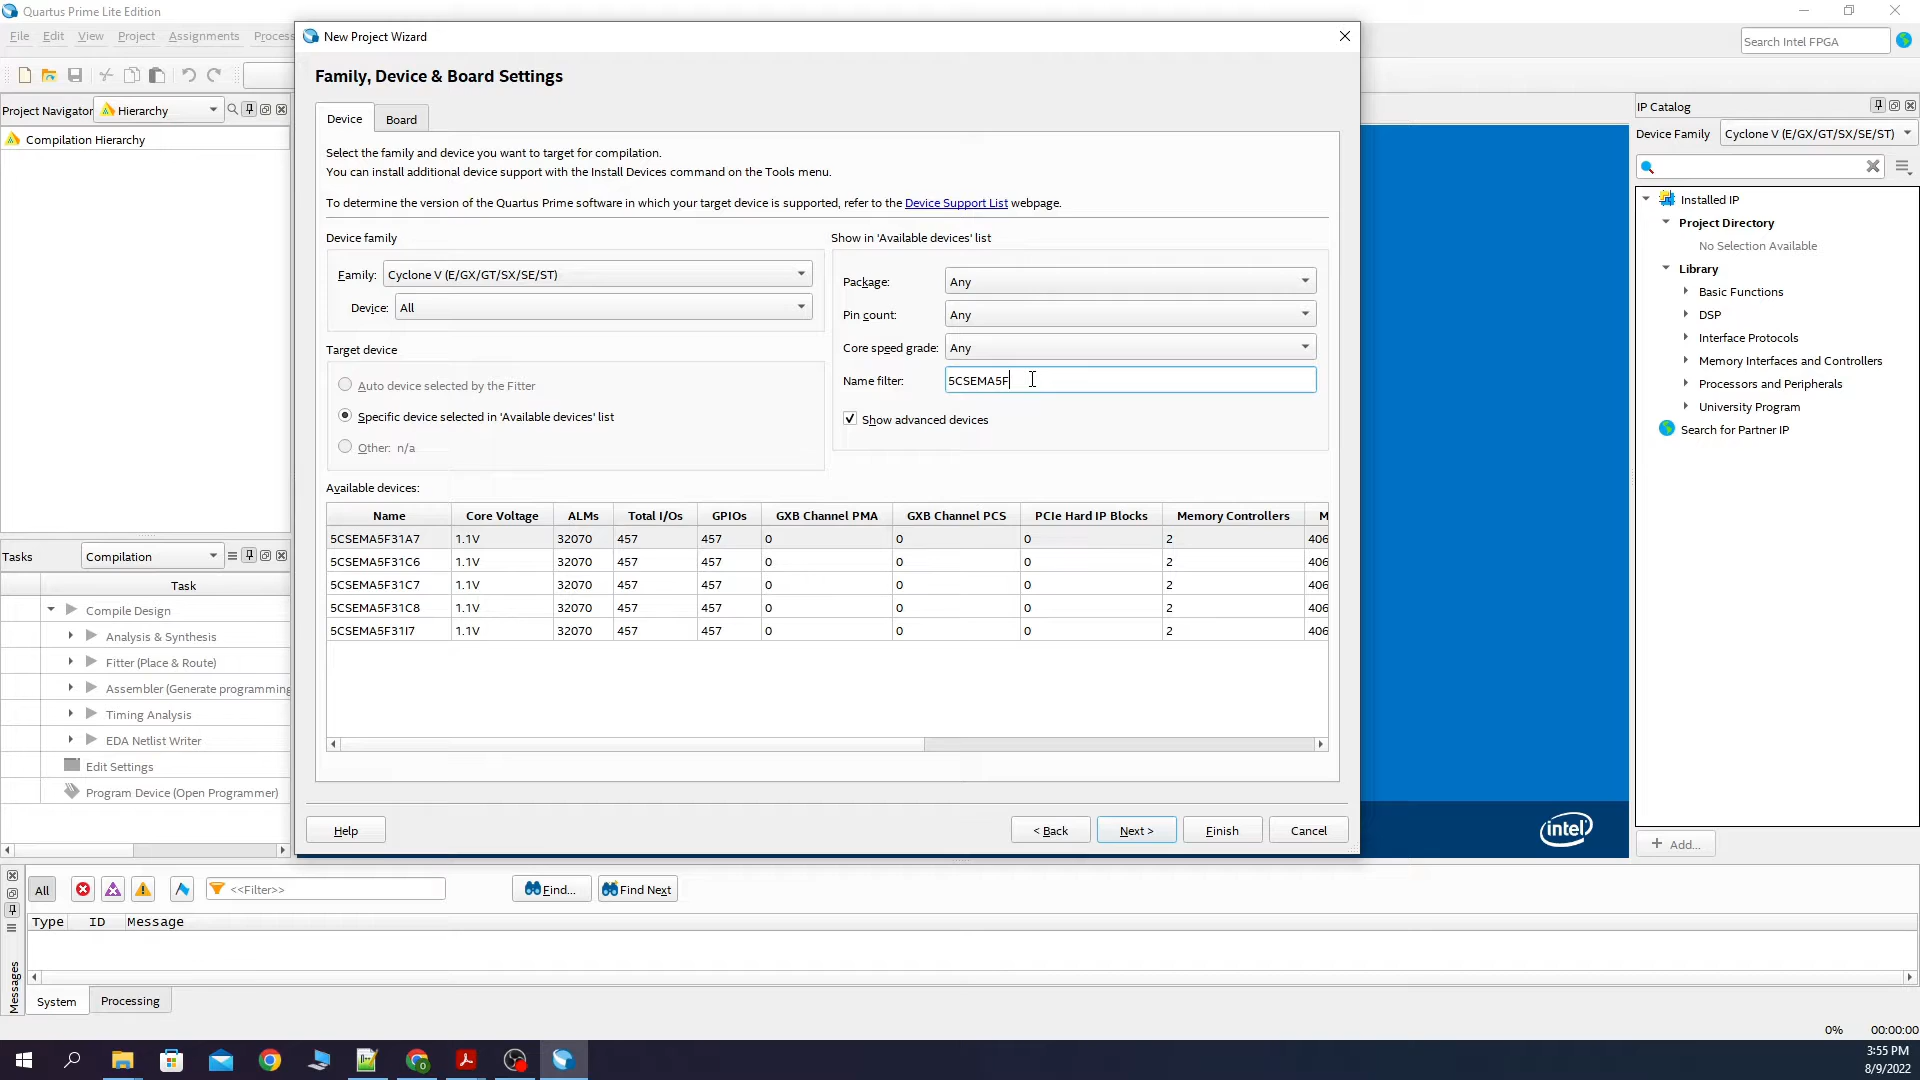 Quartus Prime Lite Edition
File Edit View Project Assignments Process
Search Intel FPGA
New Project Wizard
Family, Device & Board Settings
Device Board
Select the family and device you want to target for compilation.
You can install additional device support with the Install Devices command on the Tools menu.
To determine the version of the Quartus Prime software in which your target device is supported, refer to the Device Support List webpage.
Device family
Family: Cyclone V (E/GX/GT/SX/SE/ST)
Device: All
Target device
Auto device selected by the Fitter
Specific device selected in 'Available devices' list
Other: n/a
Show in 'Available devices' list
Package: Any
Pin count: Any
Core speed grade: Any
Name filter: 5CSEMA5F
Show advanced devices
Available devices:
Name Core Voltage ALMs Total I/Os GPIOs GXB Channel PMA GXB Channel PCS PCIe Hard IP Blocks Memory Controllers M
5CSEMA5F31A7 1.1V 32070 457 457 0 0 0 2 406
5CSEMA5F31C6 1.1V 32070 457 457 0 0 0 2 406
5CSEMA5F31C7 1.1V 32070 457 457 0 0 0 2 406
5CSEMA5F31C8 1.1V 32070 457 457 0 0 0 2 406
5CSEMA5F31I7 1.1V 32070 457 457 0 0 0 2 406
Help < Back Next > Finish Cancel
Project Navigator Hierarchy
Compilation Hierarchy
Tasks Compilation
Task
Compile Design
Analysis & Synthesis
Fitter (Place & Route)
Assembler (Generate programming
Timing Analysis
EDA Netlist Writer
Edit Settings
Program Device (Open Programmer)
IP Catalog
Device Family Cyclone V (E/GX/GT/SX/SE/ST)
Installed IP
Project Directory
No Selection Available
Library
Basic Functions
DSP
Interface Protocols
Memory Interfaces and Controllers
Processors and Peripherals
University Program
Search for Partner IP
+ Add...
intel
All <<Filter>> Find... Find Next
Type ID Message
Messages
System Processing
0% 00:00:00
3:55 PM
8/9/2022